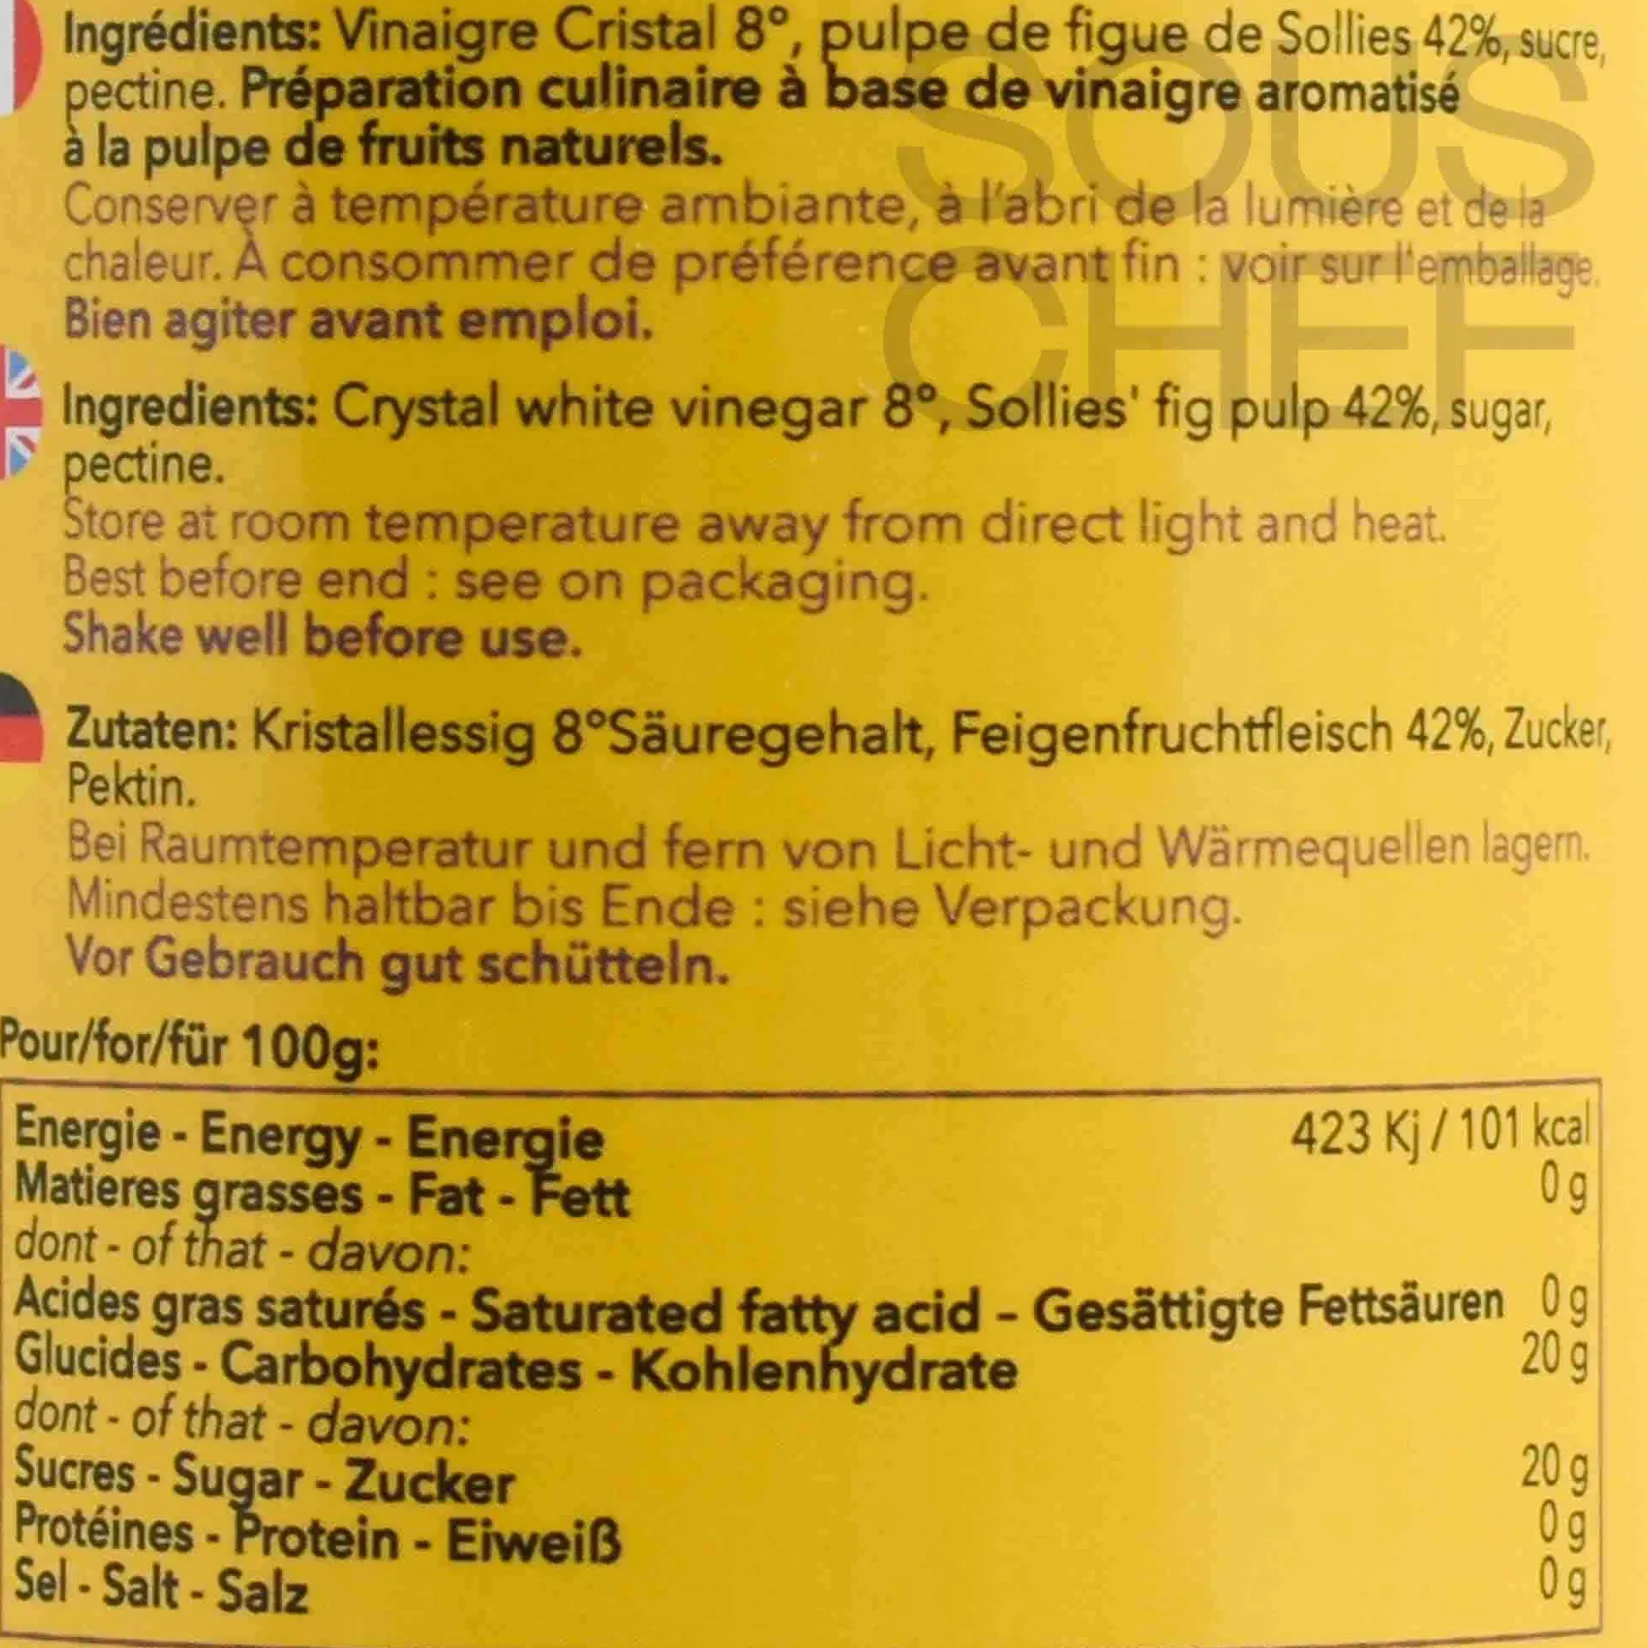 Ingrédients: Vinaigre Cristal 8°, pulpe de figue de Sollies 42%, sucre,
pectine. Préparation culinaire à base de vinaigre aromatisé
à la pulpe de fruits naturels.
Conserver à température ambiante, à l'abri de la lumière et de la
chaleur. À consommer de préférence avant fin : voir sur l'emballage.
Bien agiter avant emploi.
SOUS
CHEF
Ingredients: Crystal white vinegar 8°, Sollies' fig pulp 42%, sugar,
pectine.
Store at room temperature away from direct light and heat.
Best before end : see on packaging.
Shake well before use.
Zutaten: Kristallessig 8°Säuregehalt, Feigenfruchtfleisch 42%, Zucker,
Pektin.
Bei Raumtemperatur und fern von Licht- und Wärmequellen lagern.
Mindestens haltbar bis Ende : siehe Verpackung.
Vor Gebrauch gut schütteln.
Pour/for/für 100g:
Energie - Energy - Energie 423 Kj / 101 kcal
Matieres grasses - Fat - Fett 0 g
dont - of that - davon:
Acides gras saturés - Saturated fatty acid - Gesättigte Fettsäuren 0 g
Glucides - Carbohydrates - Kohlenhydrate 20 g
dont - of that - davon:
Sucres - Sugar - Zucker 20 g
Protéines - Protein - Eiweiß 0 g
Sel - Salt - Salz 0 g